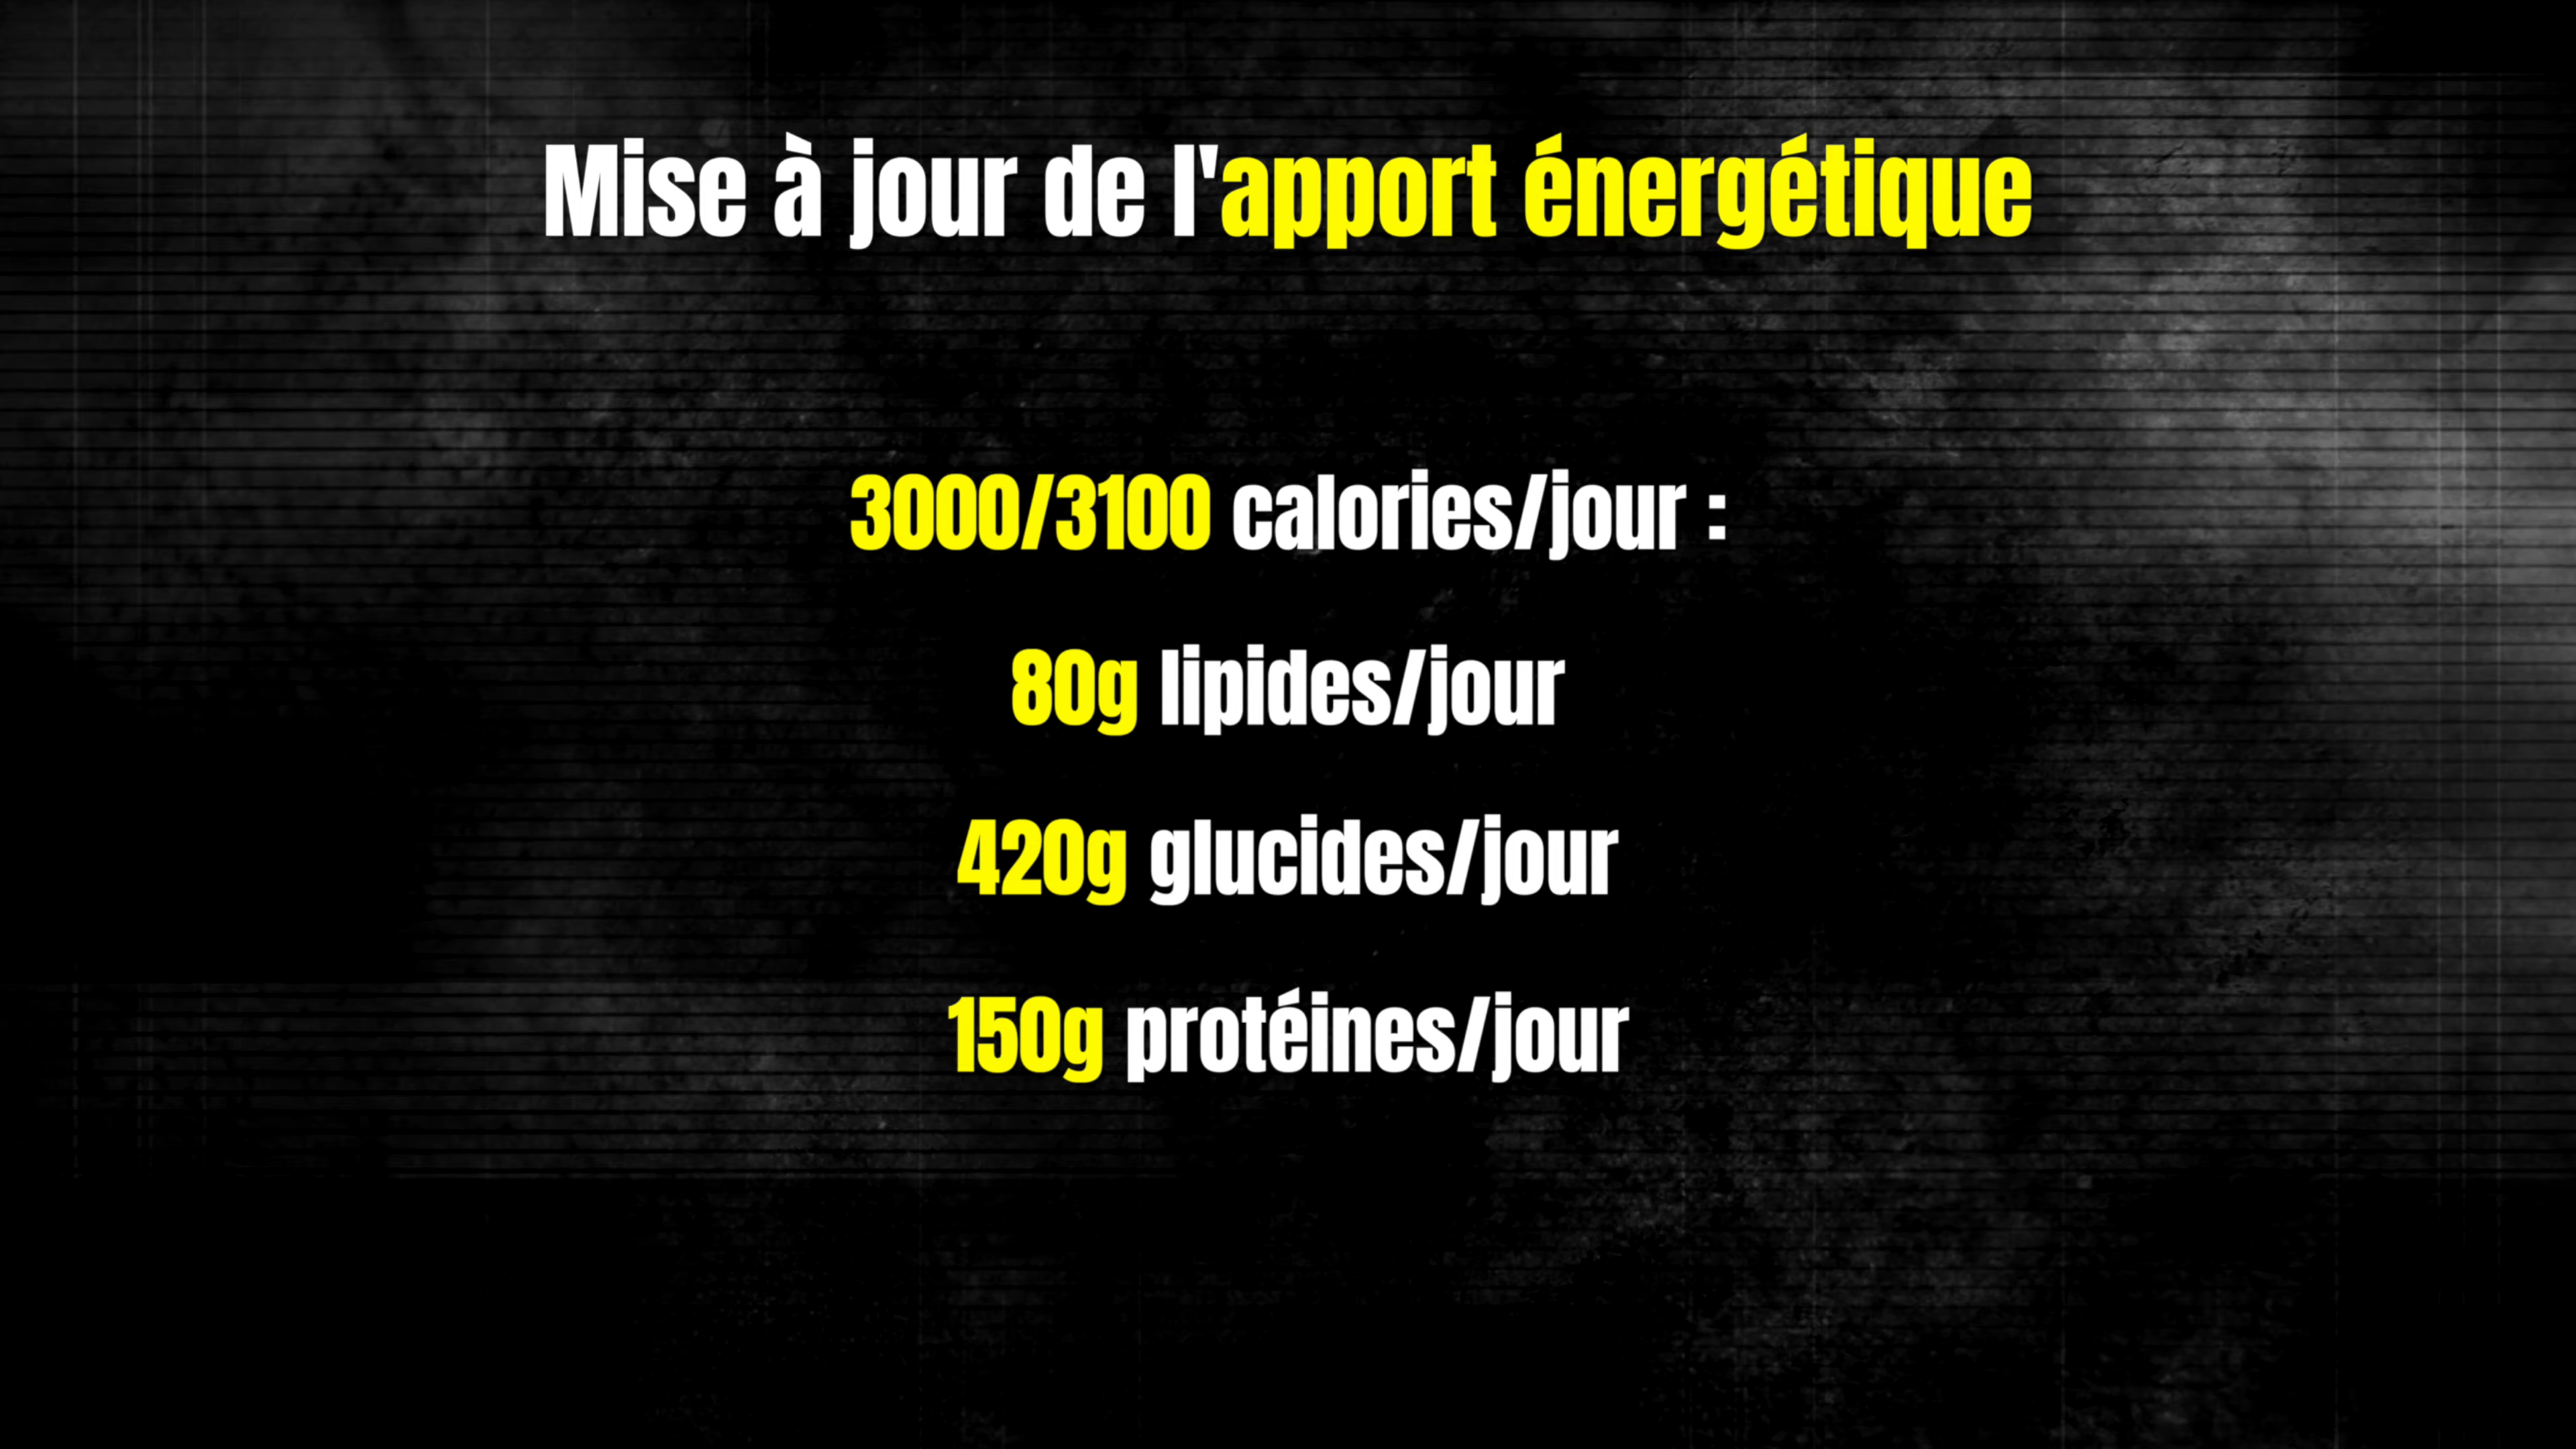 Mise à jour de l'apport énergétique
3000/3100 calories/jour :
80g lipides/jour
420g glucides/jour
150g protéines/jour